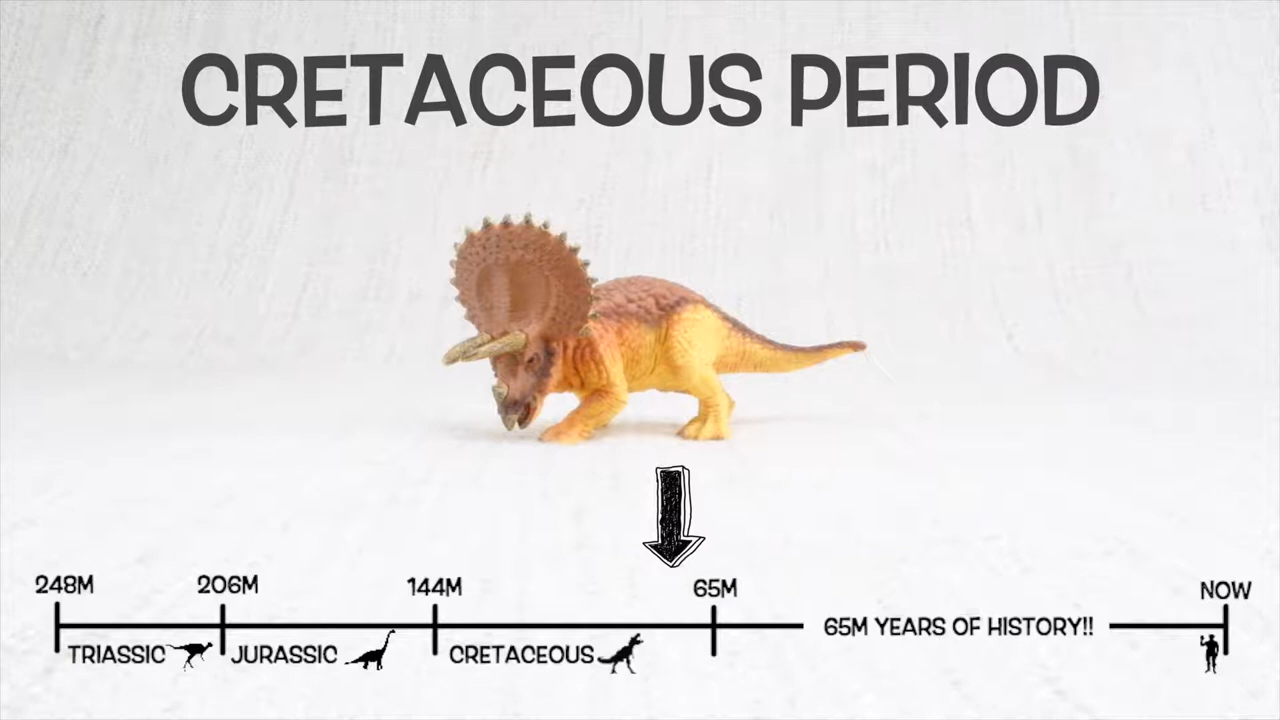 CRETACEOUS PERIOD
248M 206M 144M 65M NOW
65M YEARS OF HISTORY!!
TRIASSIC JURASSIC CRETACEOUS